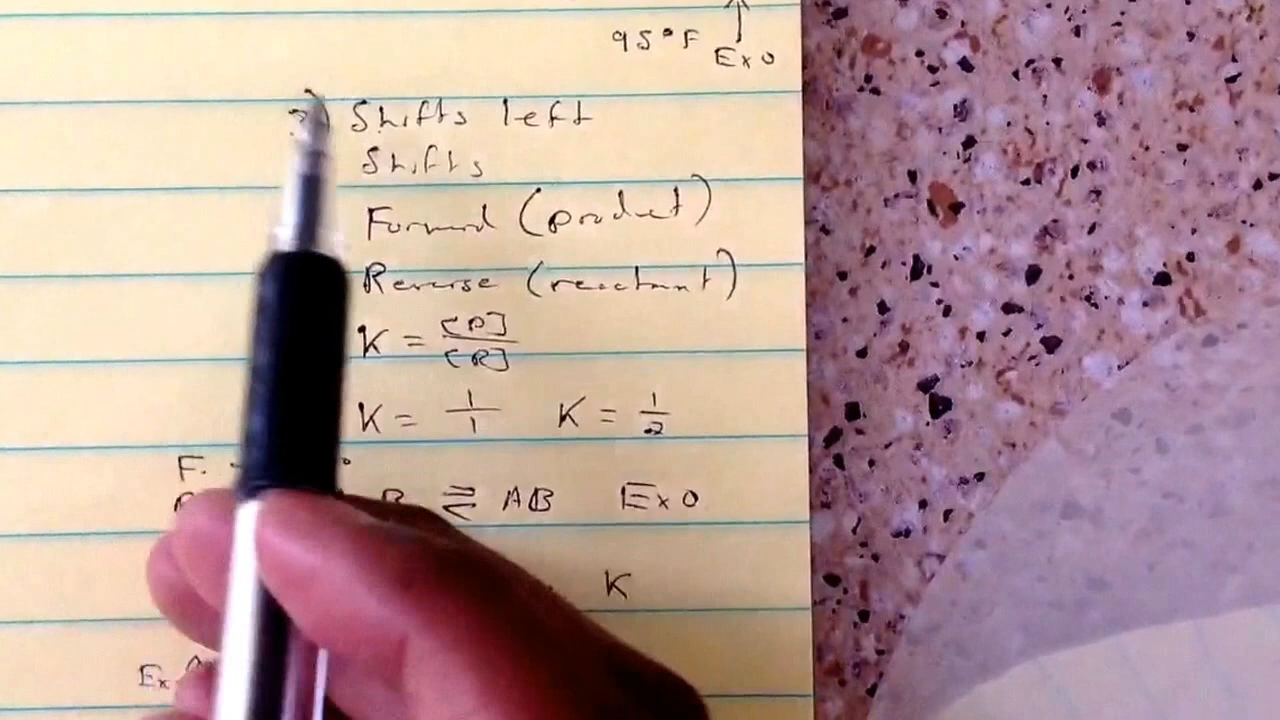 95°F Exo
Shifts left
Shifts
Forward (product)
Reverse (reactant)
K = [P]/[R]
K = 1/1 K = 1/2
F.
B ⇌ AB Exo
K
Ex